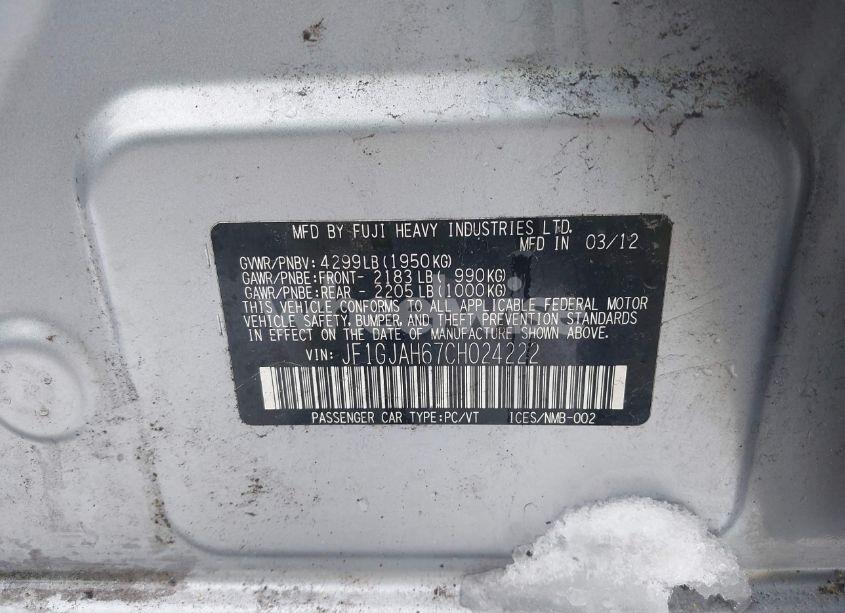 MFD BY FUJI HEAVY INDUSTRIES LTD.
MFD IN 03/12
GVWR/PNBV: 4299LB (1950KG)
GAWR/PNBE:FRONT- 2183 LB ( 990KG)
GAWR/PNBE:REAR - 2205 LB (1000KG)
THIS VEHICLE CONFORMS TO ALL APPLICABLE FEDERAL MOTOR
VEHICLE SAFETY, BUMPER, AND THEFT PREVENTION STANDARDS
IN EFFECT ON THE DATE OF MANUFACTURE SHOWN ABOVE.
VIN: JF1GJAH67CH024222
PASSENGER CAR TYPE:PC/VT ICES/NMB-002